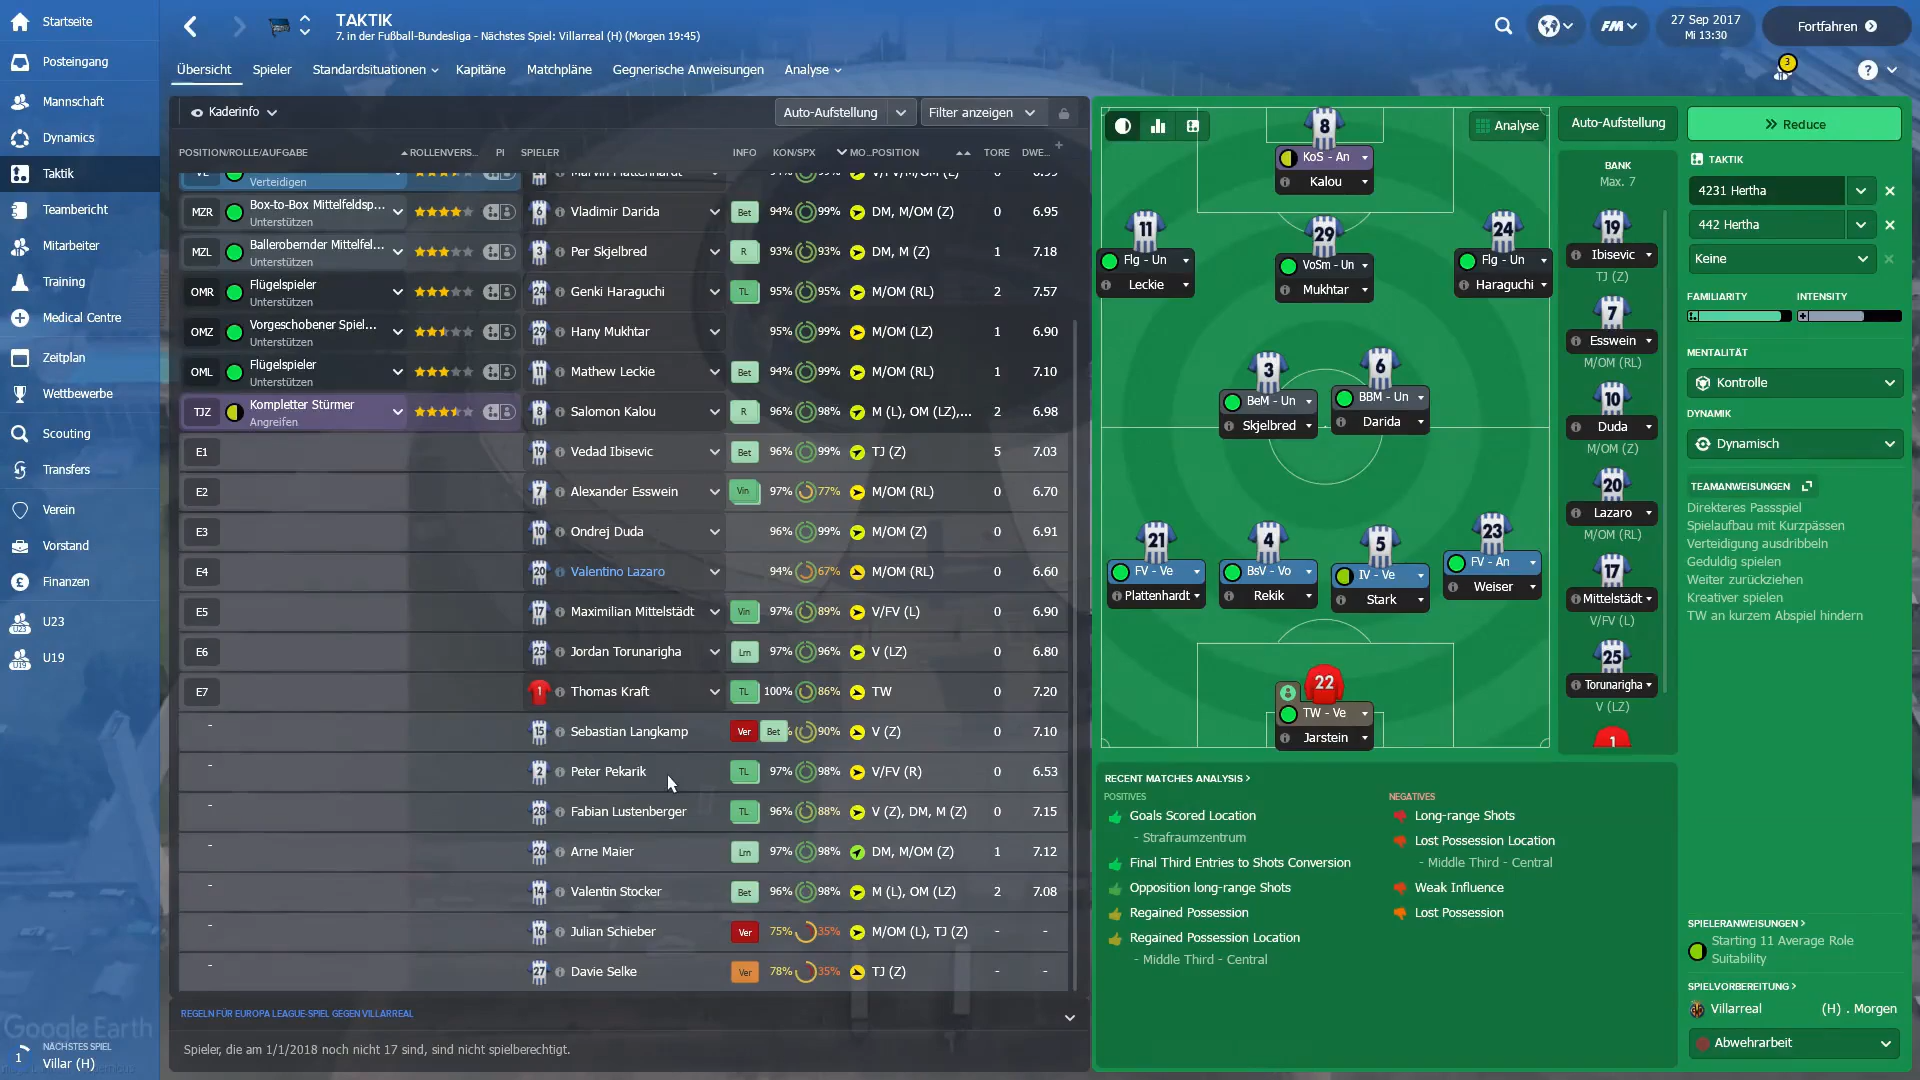 Startseite
Posteingang
Mannschaft
Dynamics
Taktik
Teambericht
Mitarbeiter
Training
Medical Centre
Zeitplan
Wettbewerbe
Scouting
Transfers
Verein
Vorstand
Finanzen
U23
U19
Google Earth
NÄCHSTES SPIEL
1 Villar (H)
TAKTIK
7. in der Fußball-Bundesliga - Nächstes Spiel: Villarreal (H) (Morgen 19:45)
FM
27 Sep 2017
Mi 13:30
Fortfahren
Übersicht Spieler Standardsituationen Kapitäne Matchpläne Gegnerische Anweisungen Analyse
3 ?
Kaderinfo Auto-Aufstellung Filter anzeigen
POSITION/ROLLE/AUFGABE ROLLENVERS... PI SPIELER INFO KON/SPX MO... POSITION TORE DWE...
Verteidigen
MZR Box-to-Box Mittelfeldsp... 6 Vladimir Darida Bet 94% 99% DM, M/OM (Z) 0 6.95
Unterstützen
MZL Ballerobernder Mittelfel... 3 Per Skjelbred R 93% 93% DM, M (Z) 1 7.18
Unterstützen
OMR Flügelspieler 24 Genki Haraguchi TL 95% 95% M/OM (RL) 2 7.57
Unterstützen
OMZ Vorgeschobener Spiel... 29 Hany Mukhtar 95% 99% M/OM (LZ) 1 6.90
Unterstützen
OML Flügelspieler 11 Mathew Leckie Bet 94% 99% M/OM (RL) 1 7.10
Unterstützen
TJZ Kompletter Stürmer 8 Salomon Kalou R 96% 98% M (L), OM (LZ),... 2 6.98
Angreifen
E1 19 Vedad Ibisevic Bet 96% 99% TJ (Z) 5 7.03
E2 7 Alexander Esswein Vin 97% 77% M/OM (RL) 0 6.70
E3 10 Ondrej Duda 96% 99% M/OM (Z) 0 6.91
E4 20 Valentino Lazaro 94% 67% M/OM (RL) 0 6.60
E5 17 Maximilian Mittelstädt Vin 97% 89% V/FV (L) 0 6.90
E6 25 Jordan Torunarigha Lrn 97% 96% V (LZ) 0 6.80
E7 1 Thomas Kraft TL 100% 86% TW 0 7.20
- 15 Sebastian Langkamp Ver Bet 90% V (Z) 0 7.10
- 2 Peter Pekarik TL 97% 98% V/FV (R) 0 6.53
- 28 Fabian Lustenberger TL 96% 88% V (Z), DM, M (Z) 0 7.15
- 26 Arne Maier Lrn 97% 98% DM, M/OM (Z) 1 7.12
- 14 Valentin Stocker Bet 96% 98% M (L), OM (LZ) 2 7.08
- 16 Julian Schieber Ver 75% 35% M/OM (L), TJ (Z) - -
- 27 Davie Selke Ver 78% 35% TJ (Z) - -
REGELN FÜR EUROPA LEAGUE-SPIEL GEGEN VILLARREAL
Spieler, die am 1/1/2018 noch nicht 17 sind, sind nicht spielberechtigt.
Analyse
8
KoS - An
Kalou
11 29 24
Flg - Un VoSm - Un Flg - Un
Leckie Mukhtar Haraguchi
3 6
BeM - Un BBM - Un
Skjelbred Darida
21 4 5 23
FV - Ve BsV - Vo IV - Ve FV - An
Plattenhardt Rekik Stark Weiser
22
TW - Ve
Jarstein
RECENT MATCHES ANALYSIS >
POSITIVES
Goals Scored Location
- Strafraumzentrum
Final Third Entries to Shots Conversion
Opposition long-range Shots
Regained Possession
Regained Possession Location
- Middle Third - Central
NEGATIVES
Long-range Shots
Lost Possession Location
- Middle Third - Central
Weak Influence
Lost Possession
Auto-Aufstellung
BANK
Max. 7
19
Ibisevic
TJ (Z)
7
Esswein
M/OM (RL)
10
Duda
M/OM (Z)
20
Lazaro
M/OM (RL)
17
Mittelstädt
V/FV (L)
25
Torunarigha
V (LZ)
1
Reduce
TAKTIK
4231 Hertha
442 Hertha
Keine
FAMILIARITY INTENSITY
MENTALITÄT
Kontrolle
DYNAMIK
Dynamisch
TEAMANWEISUNGEN
Direkteres Passspiel
Spielaufbau mit Kurzpässen
Verteidigung ausdribbeln
Geduldig spielen
Weiter zurückziehen
Kreativer spielen
TW an kurzem Abspiel hindern
SPIELERANWEISUNGEN >
Starting 11 Average Role
Suitability
SPIELVORBEREITUNG >
Villarreal (H) . Morgen
Abwehrarbeit